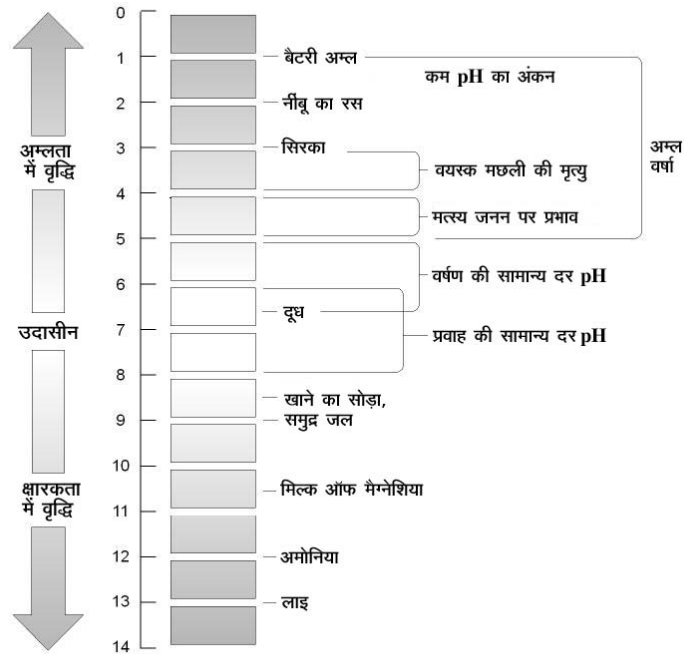 0
1
2
3
4
5
6
7
8
9
10
11
12
13
14
अम्लता
में वृद्धि
उदासीन
क्षारकता
में वृद्धि
बैटरी अम्ल
नींबू का रस
सिरका
दूध
खाने का सोड़ा,
समुद्र जल
मिल्क ऑफ मैग्नेशिया
अमोनिया
लाइ
कम pH का अंकन
वयस्क मछली की मृत्यु
मत्स्य जनन पर प्रभाव
वर्षण की सामान्य दर pH
प्रवाह की सामान्य दर pH
अम्ल
वर्षा